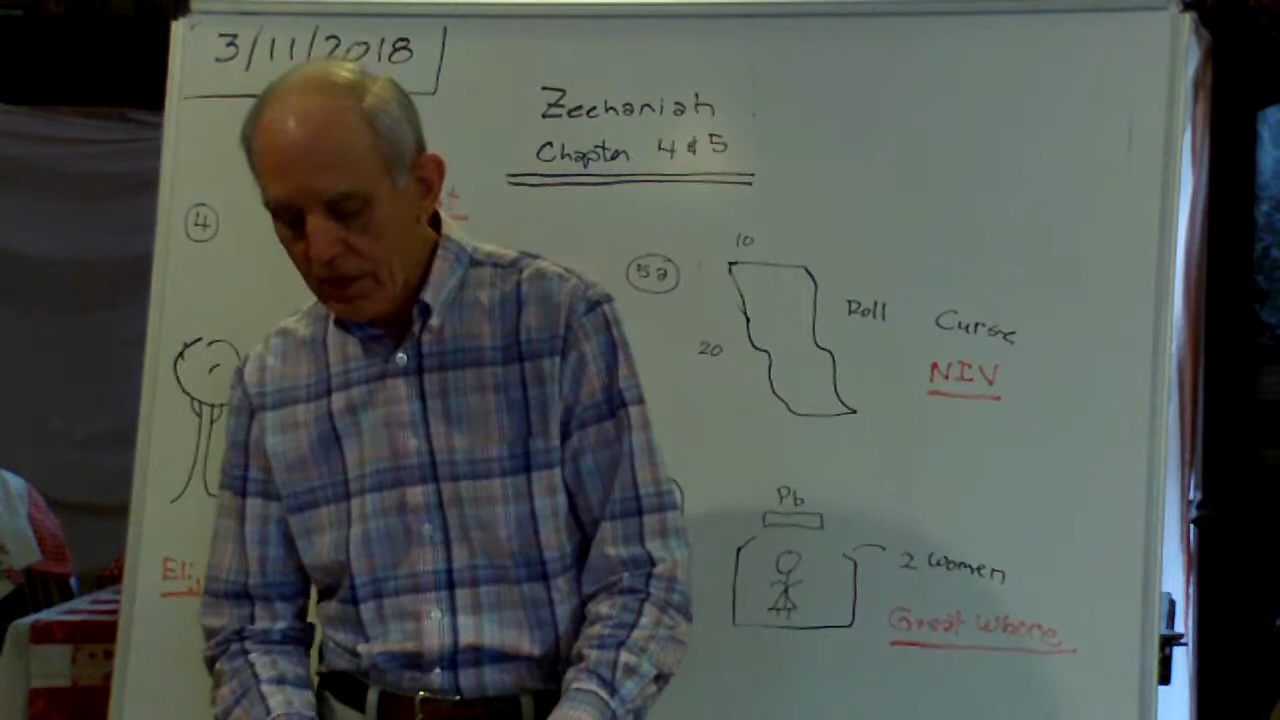 3/11/2018
Zechariah
Chapter 4 & 5
4
5a
10
20
Roll
Curse
NIV
Pb
2 women
Great Whore
Eli